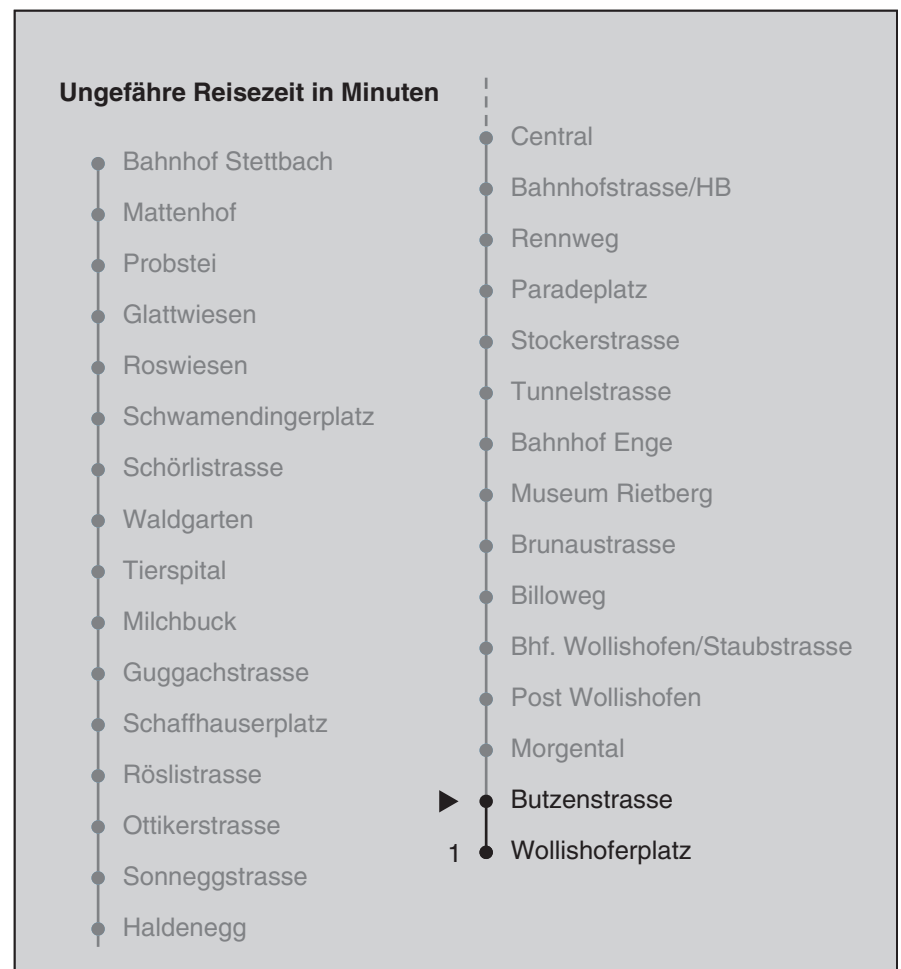 Ungefähre Reisezeit in Minuten
Bahnhof Stettbach
Mattenhof
Probstei
Glattwiesen
Roswiesen
Schwamendingerplatz
Schörlistrasse
Waldgarten
Tierspital
Milchbuck
Guggachstrasse
Schaffhauserplatz
Röslistrasse
Ottikerstrasse
Sonneggstrasse
Haldenegg
Central
Bahnhofstrasse/HB
Rennweg
Paradeplatz
Stockerstrasse
Tunnelstrasse
Bahnhof Enge
Museum Rietberg
Brunaustrasse
Billoweg
Bhf. Wollishofen/Staubstrasse
Post Wollishofen
Morgental
Butzenstrasse
1 Wollishoferplatz